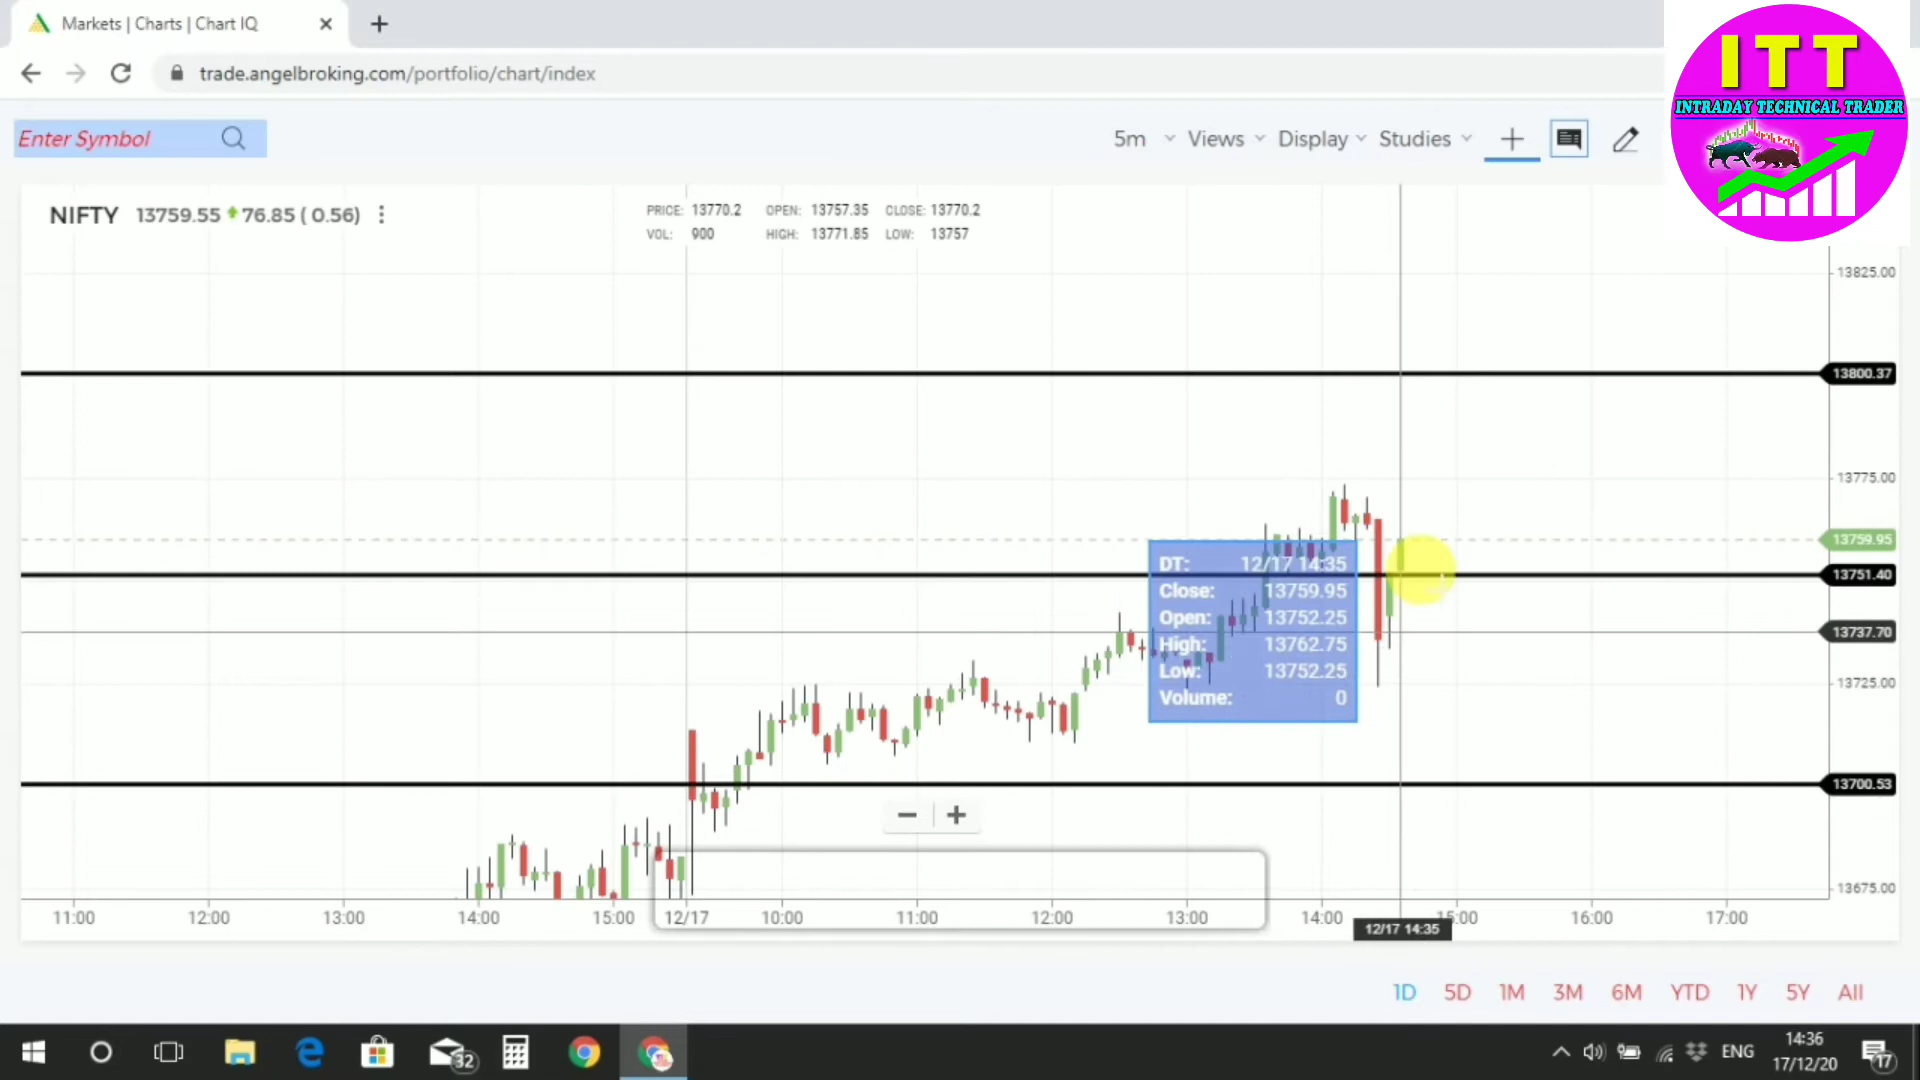 Markets | Charts | Chart IQ
trade.angelbroking.com/portfolio/chart/index
ITT
INTRADAY TECHNICAL TRADER
Enter Symbol
5m Views Display Studies
NIFTY 13759.55 76.85 ( 0.56)
PRICE: 13770.2 OPEN: 13757.35 CLOSE: 13770.2
VOL: 900 HIGH: 13771.85 LOW: 13757
13825.00
13800.37
13775.00
13759.95
13751.40
13737.70
13725.00
13700.53
13675.00
DT: 12/17 14:35
Close: 13759.95
Open: 13752.25
High: 13762.75
Low: 13752.25
Volume: 0
11:00 12:00 13:00 14:00 15:00 12/17 10:00 11:00 12:00 13:00 14:00 15:00 16:00 17:00
12/17 14:35
1D 5D 1M 3M 6M YTD 1Y 5Y All
32
ENG
14:36
17/12/20
17